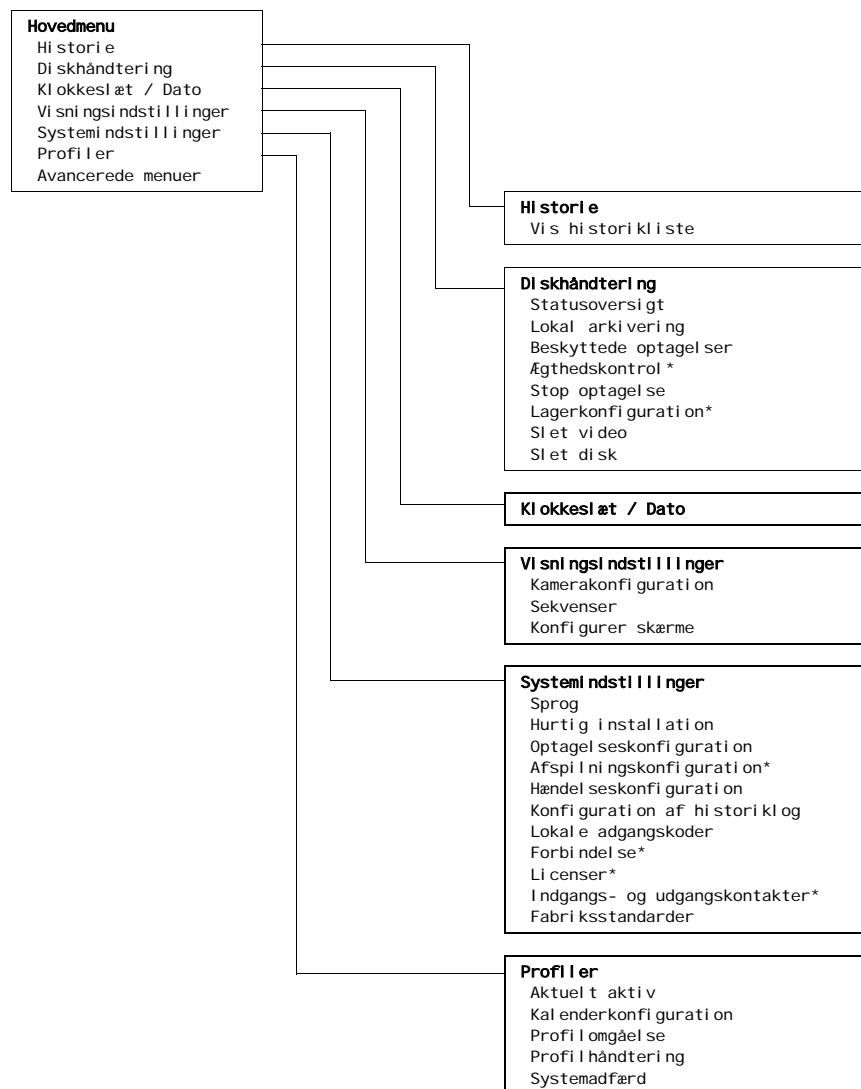 Hovedmenu
Historie
Diskhåndtering
Klokkeslæt / Dato
Visningsindstillinger
Systemindstillinger
Profiler
Avancerede menuer
Historie
Vis historikliste
Diskhåndtering
Statusoversigt
Lokal arkivering
Beskyttede optagelser
Ægthedskontrol*
Stop optagelse
Lagerkonfiguration*
Slet video
Slet disk
Klokkeslæt / Dato
Visningsindstillinger
Kamerakonfiguration
Sekvenser
Konfigurer skærme
Systemindstillinger
Sprog
Hurtig installation
Optagelseskonfiguration
Afspilningskonfiguration*
Hændelseskonfiguration
Konfiguration af historiklog
Lokale adgangskoder
Forbindelse*
Licenser*
Indgangs- og udgangskontakter*
Fabriksstandarder
Profiler
Aktuelt aktiv
Kalenderkonfiguration
Profilomgåelse
Profilhåndtering
Systemadfærd